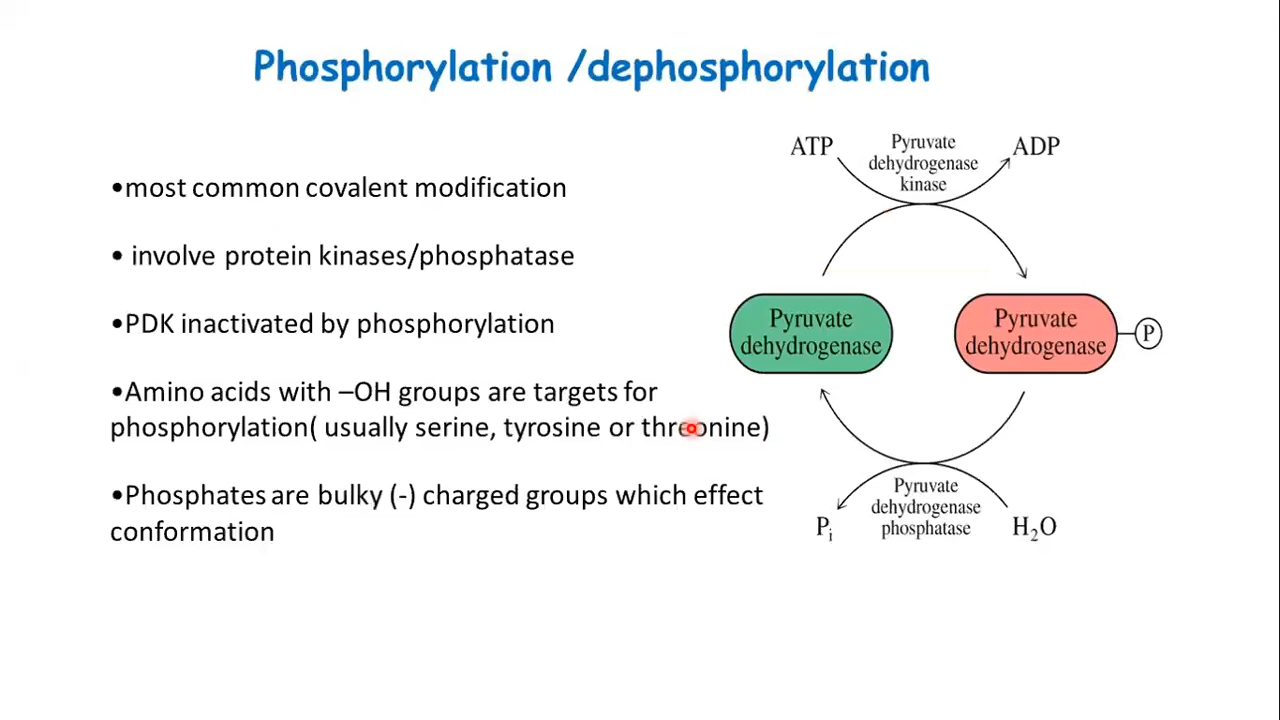 Phosphorylation /dephosphorylation
•most common covalent modification
• involve protein kinases/phosphatase
•PDK inactivated by phosphorylation
•Amino acids with –OH groups are targets for
phosphorylation( usually serine, tyrosine or threonine)
•Phosphates are bulky (-) charged groups which effect
conformation
ATP
Pyruvate
dehydrogenase
kinase
ADP
Pyruvate
dehydrogenase
Pyruvate
dehydrogenase
P
Pi
Pyruvate
dehydrogenase
phosphatase
H2O